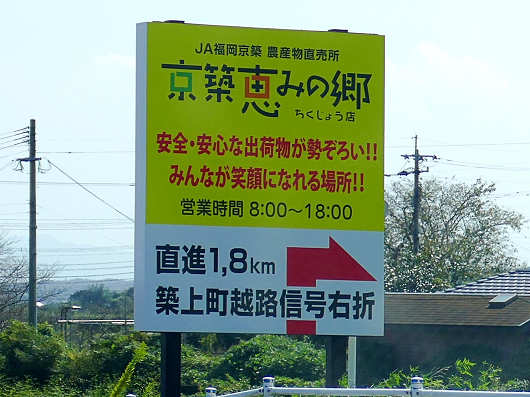 JA福岡京築 農産物直売所
京築恵みの郷
ちくしょう店
安全・安心な出荷物が勢ぞろい!!
みんなが笑顔になれる場所!!
営業時間 8:00〜18:00
直進1,8km
築上町越路信号右折